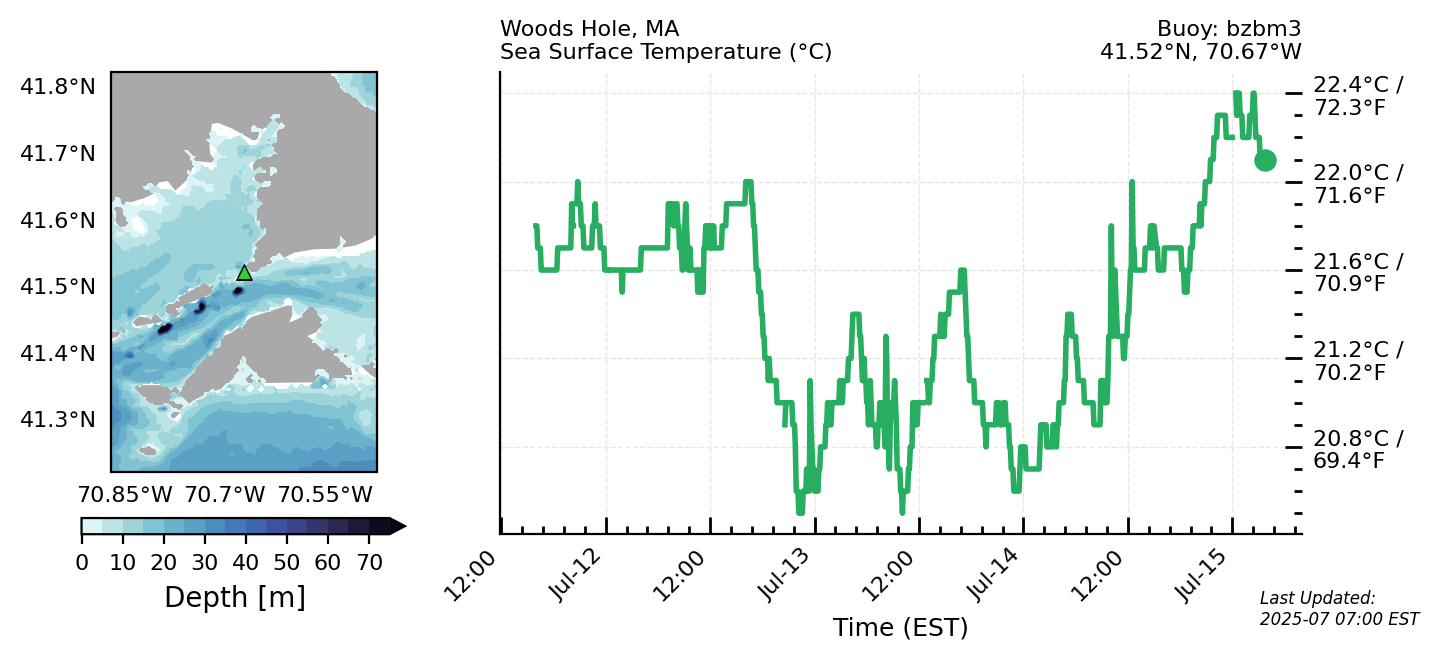 Woods Hole, MA
Sea Surface Temperature (°C)
Buoy: bzbm3
41.52°N, 70.67°W
41.8°N
41.7°N
41.6°N
41.5°N
41.4°N
41.3°N
70.85°W 70.7°W 70.55°W
0 10 20 30 40 50 60 70
Depth [m]
22.4°C /
72.3°F
22.0°C /
71.6°F
21.6°C /
70.9°F
21.2°C /
70.2°F
20.8°C /
69.4°F
12:00
Jul-12
12:00
Jul-13
12:00
Jul-14
12:00
Jul-15
Time (EST)
Last Updated:
2025-07 07:00 EST